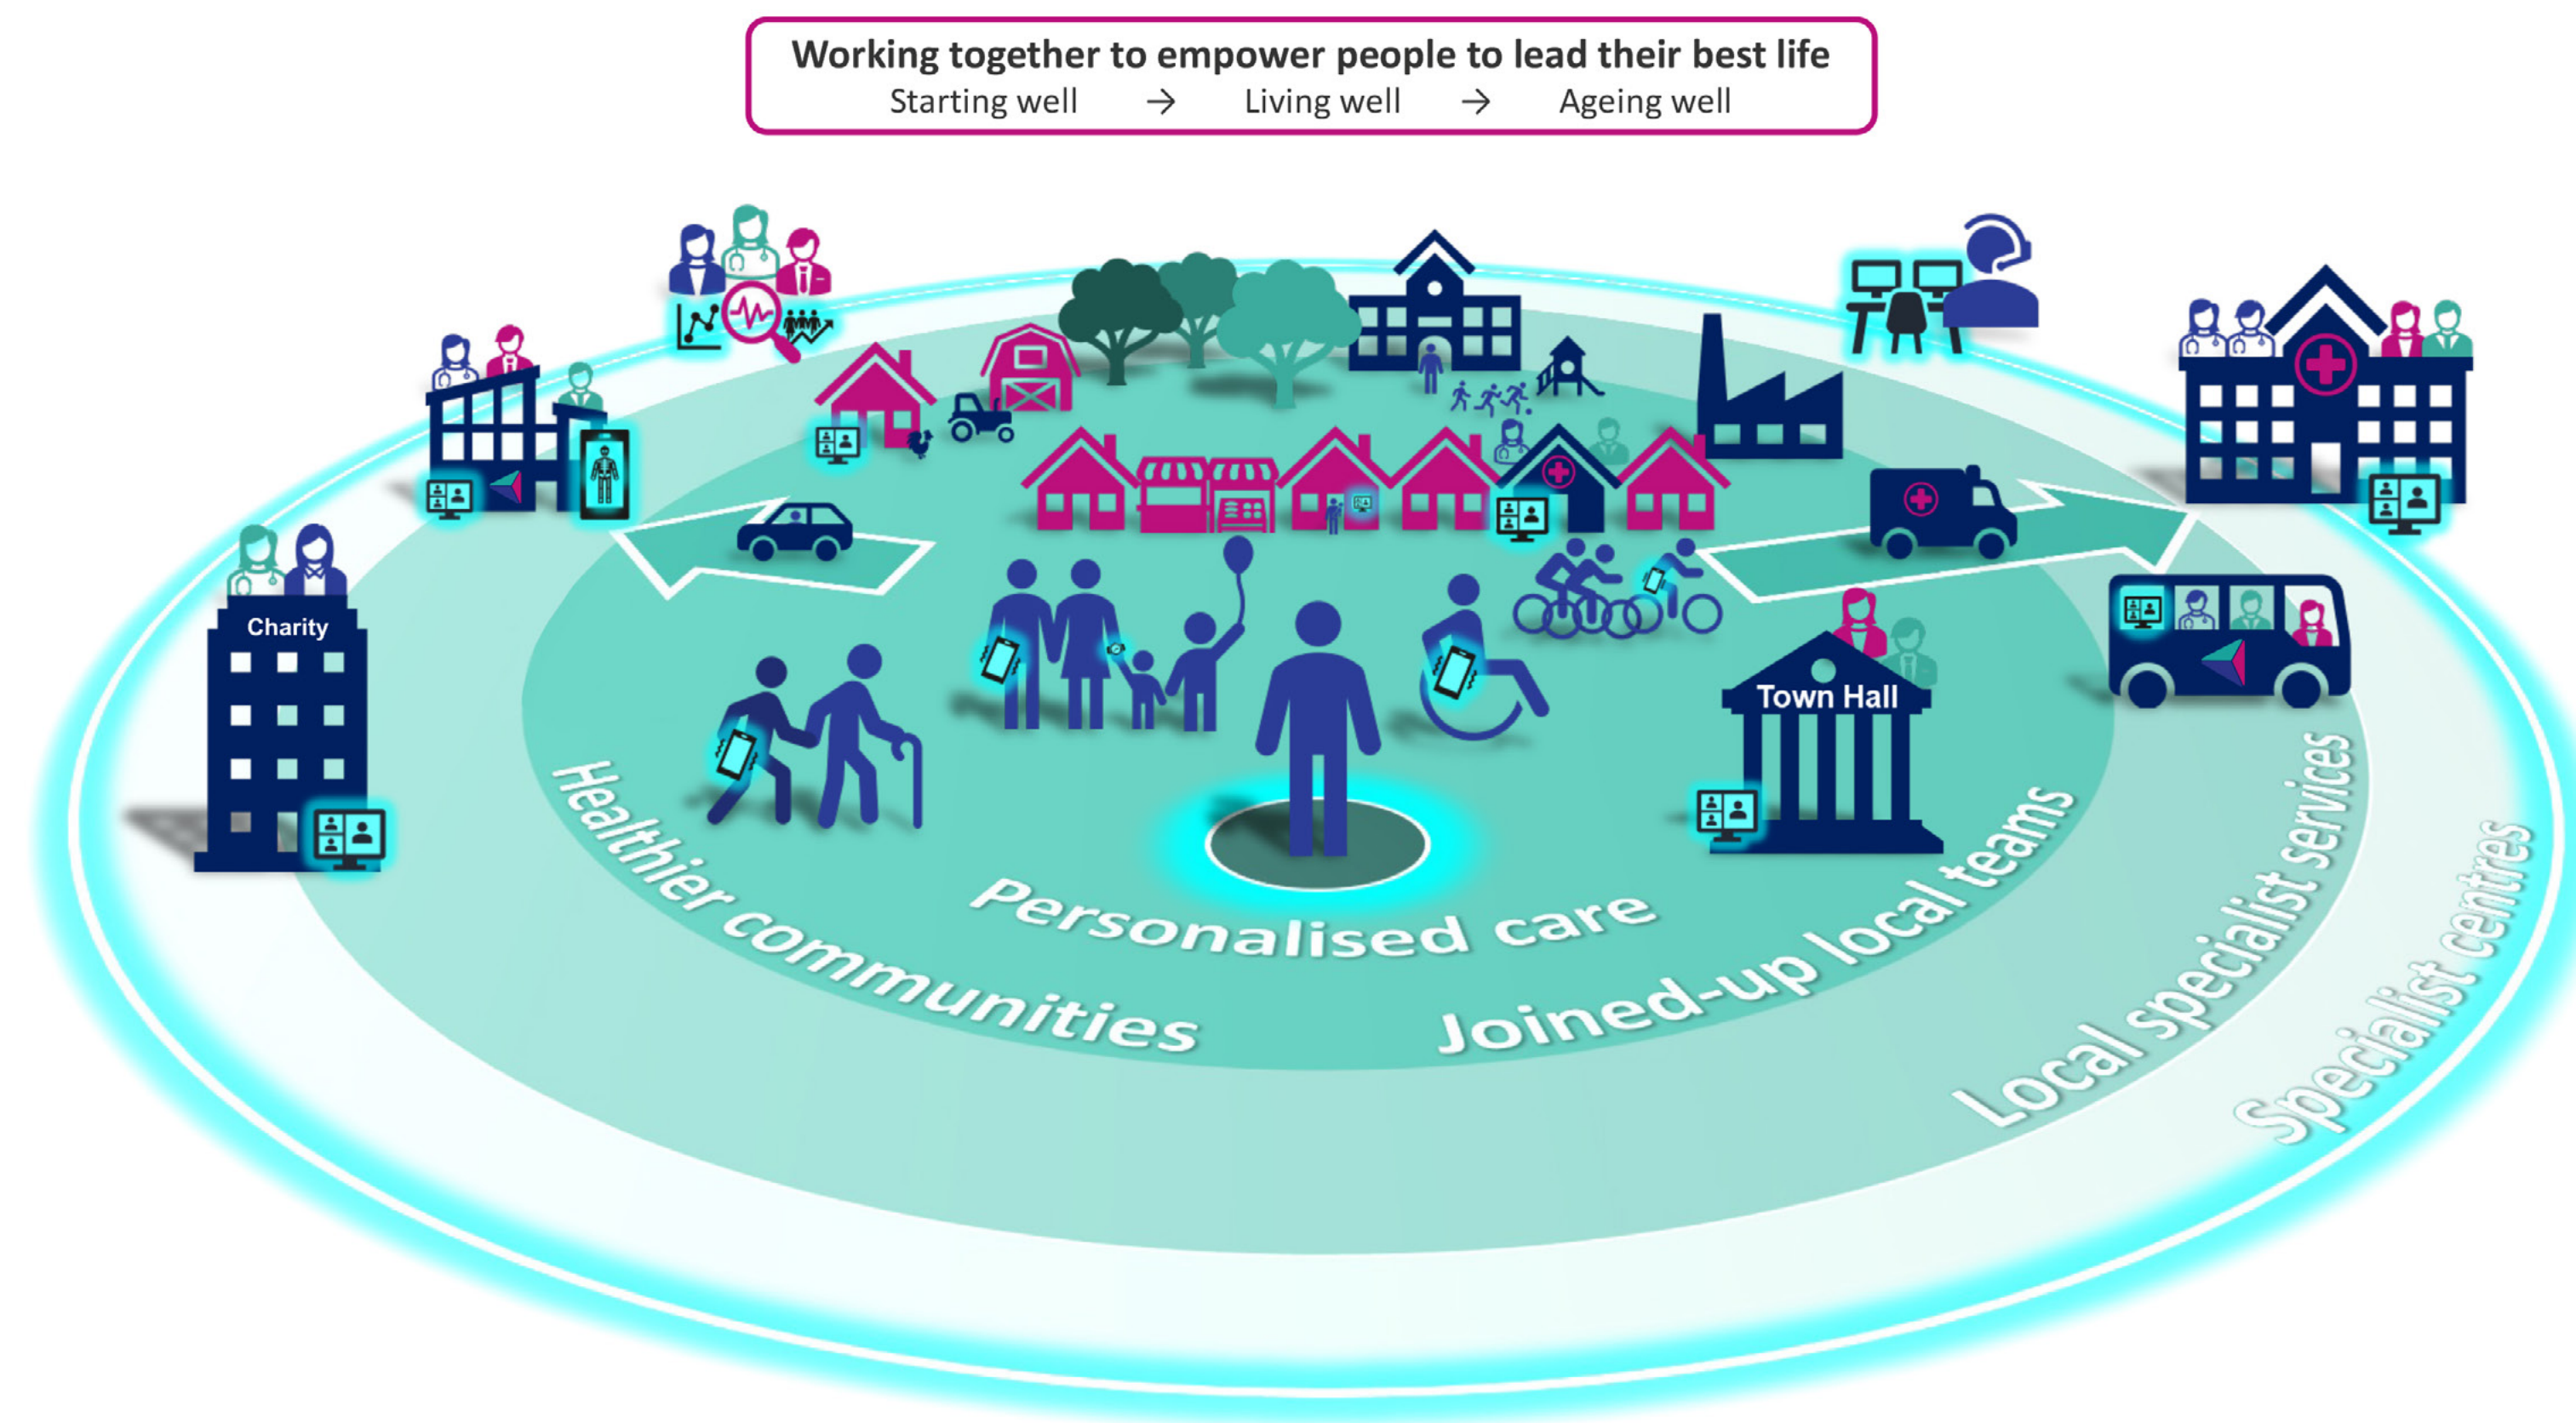 Working together to empower people to lead their best life
Starting well → Living well → Ageing well
Charity
Town Hall
Personalised care
Healthier communities
Joined-up local teams
Local specialist services
Specialist centres